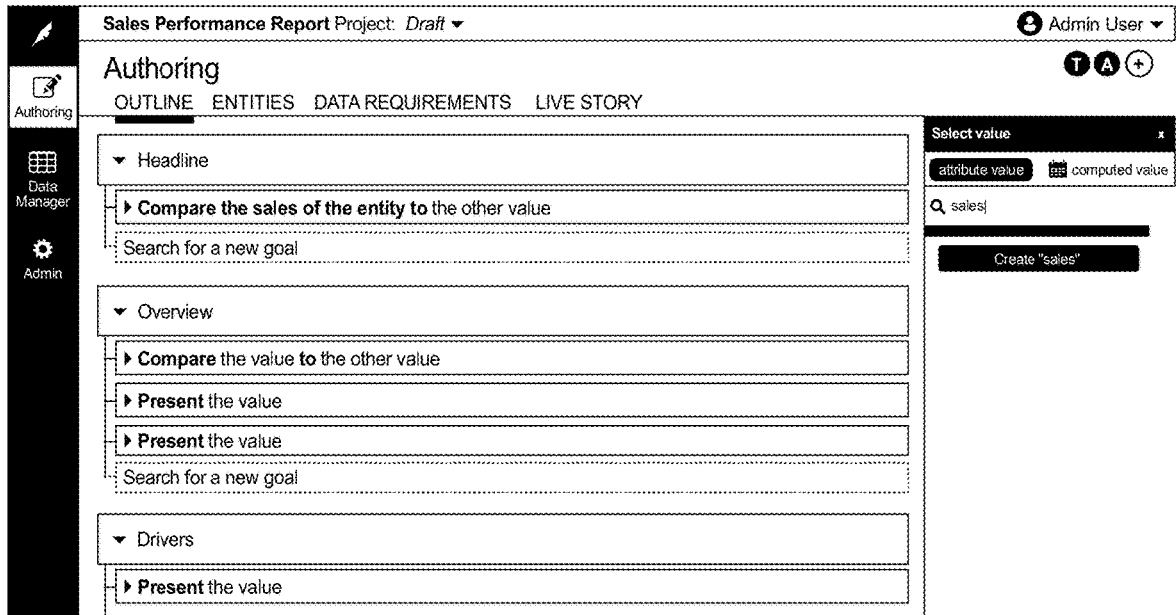 Sales Performance Report Project: Draft
Admin User
Authoring
T A +
OUTLINE ENTITIES DATA REQUIREMENTS LIVE STORY
Authoring
Data
Manager
Admin
Headline
Compare the sales of the entity to the other value
Search for a new goal
Overview
Compare the value to the other value
Present the value
Present the value
Search for a new goal
Drivers
Present the value
Select value x
attribute value computed value
sales
Create "sales"